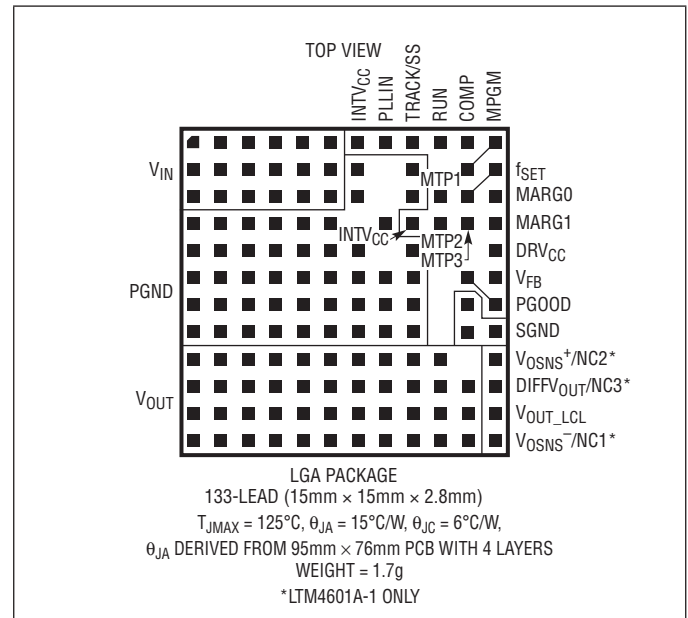 TOP VIEW
INTVCC
PLLIN
TRACK/SS
RUN
COMP
MPGM
VIN
MTP1
fSET
MARG0
MARG1
INTVCC
MTP2
MTP3
DRVCC
PGND
VFB
PGOOD
SGND
VOSNS+/NC2*
VOUT
DIFFVOUT/NC3*
VOUT_LCL
VOSNS–/NC1*
LGA PACKAGE
133-LEAD (15mm × 15mm × 2.8mm)
TJMAX = 125°C, θJA = 15°C/W, θJC = 6°C/W,
θJA DERIVED FROM 95mm × 76mm PCB WITH 4 LAYERS
WEIGHT = 1.7g
*LTM4601A-1 ONLY